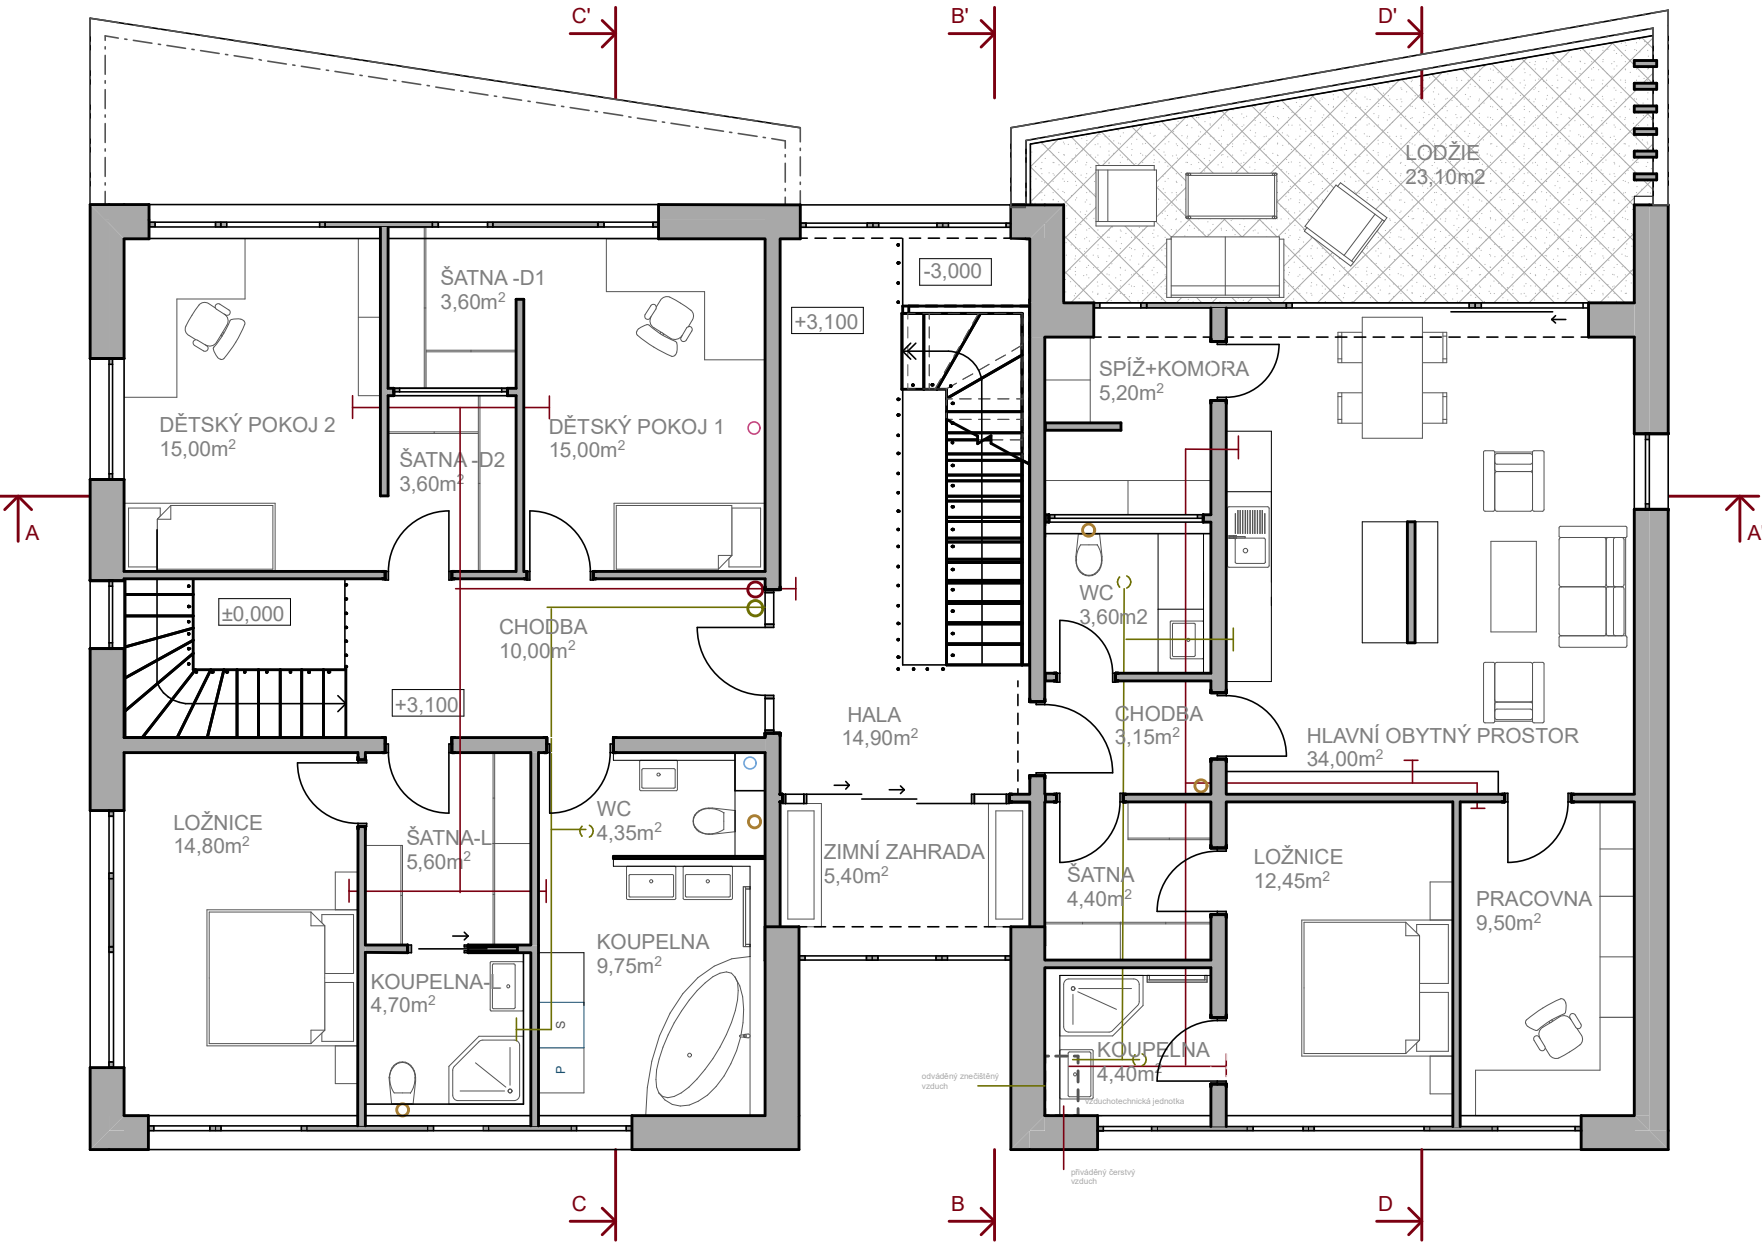 C'
B'
D'
LODŽIE
23,10m2
ŠATNA -D1
3,60m²
-3,000
+3,100
SPÍŽ+KOMORA
5,20m²
DĚTSKÝ POKOJ 2
15,00m²
DĚTSKÝ POKOJ 1
15,00m²
ŠATNA -D2
3,60m²
A
A'
±0,000
WC
3,60m2
CHODBA
10,00m²
+3,100
HALA
14,90m²
CHODBA
3,15m²
HLAVNÍ OBYTNÝ PROSTOR
34,00m²
LOŽNICE
14,80m²
ŠATNA-L
5,60m²
WC
4,35m²
ZIMNÍ ZAHRADA
5,40m²
ŠATNA
4,40m²
LOŽNICE
12,45m²
PRACOVNA
9,50m²
KOUPELNA
9,75m²
KOUPELNA-L
4,70m²
S
P
KOUPELNA
4,40m²
odváděný znečištěný
vzduch
vzduchotechnická jednotka
přiváděný čerstvý
vzduch
C
B
D